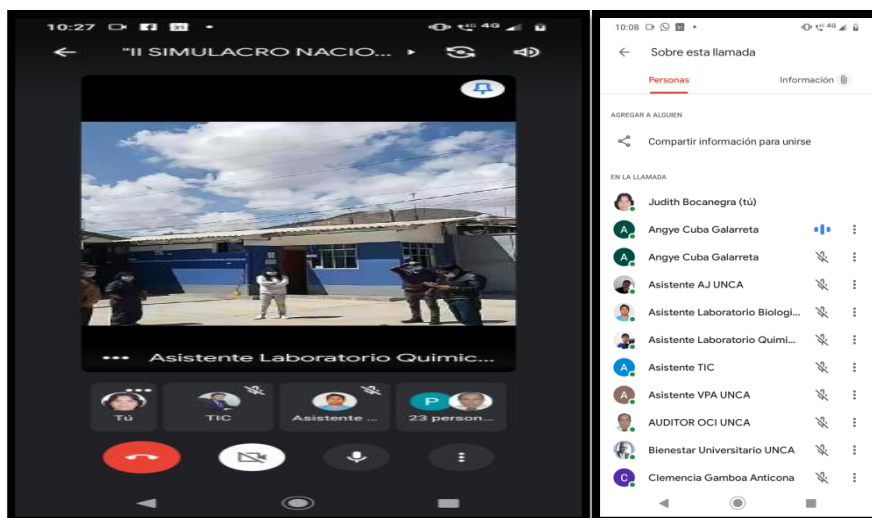 10:27
4G
"II SIMULACRO NACIO...
Asistente Laboratorio Quimic...
Tú
TIC
Asistente ...
P
23 person...
10:08
4G
Sobre esta llamada
Personas
Información
AGREGAR A ALGUIEN
Compartir información para unirse
EN LA LLAMADA
Judith Bocanegra (tú)
A
Angye Cuba Galarreta
A
Angye Cuba Galarreta
Asistente AJ UNCA
Asistente Laboratorio Biologi...
Asistente Laboratorio Quimi...
A
Asistente TIC
A
Asistente VPA UNCA
AUDITOR OCI UNCA
Bienestar Universitario UNCA
C
Clemencia Gamboa Anticona